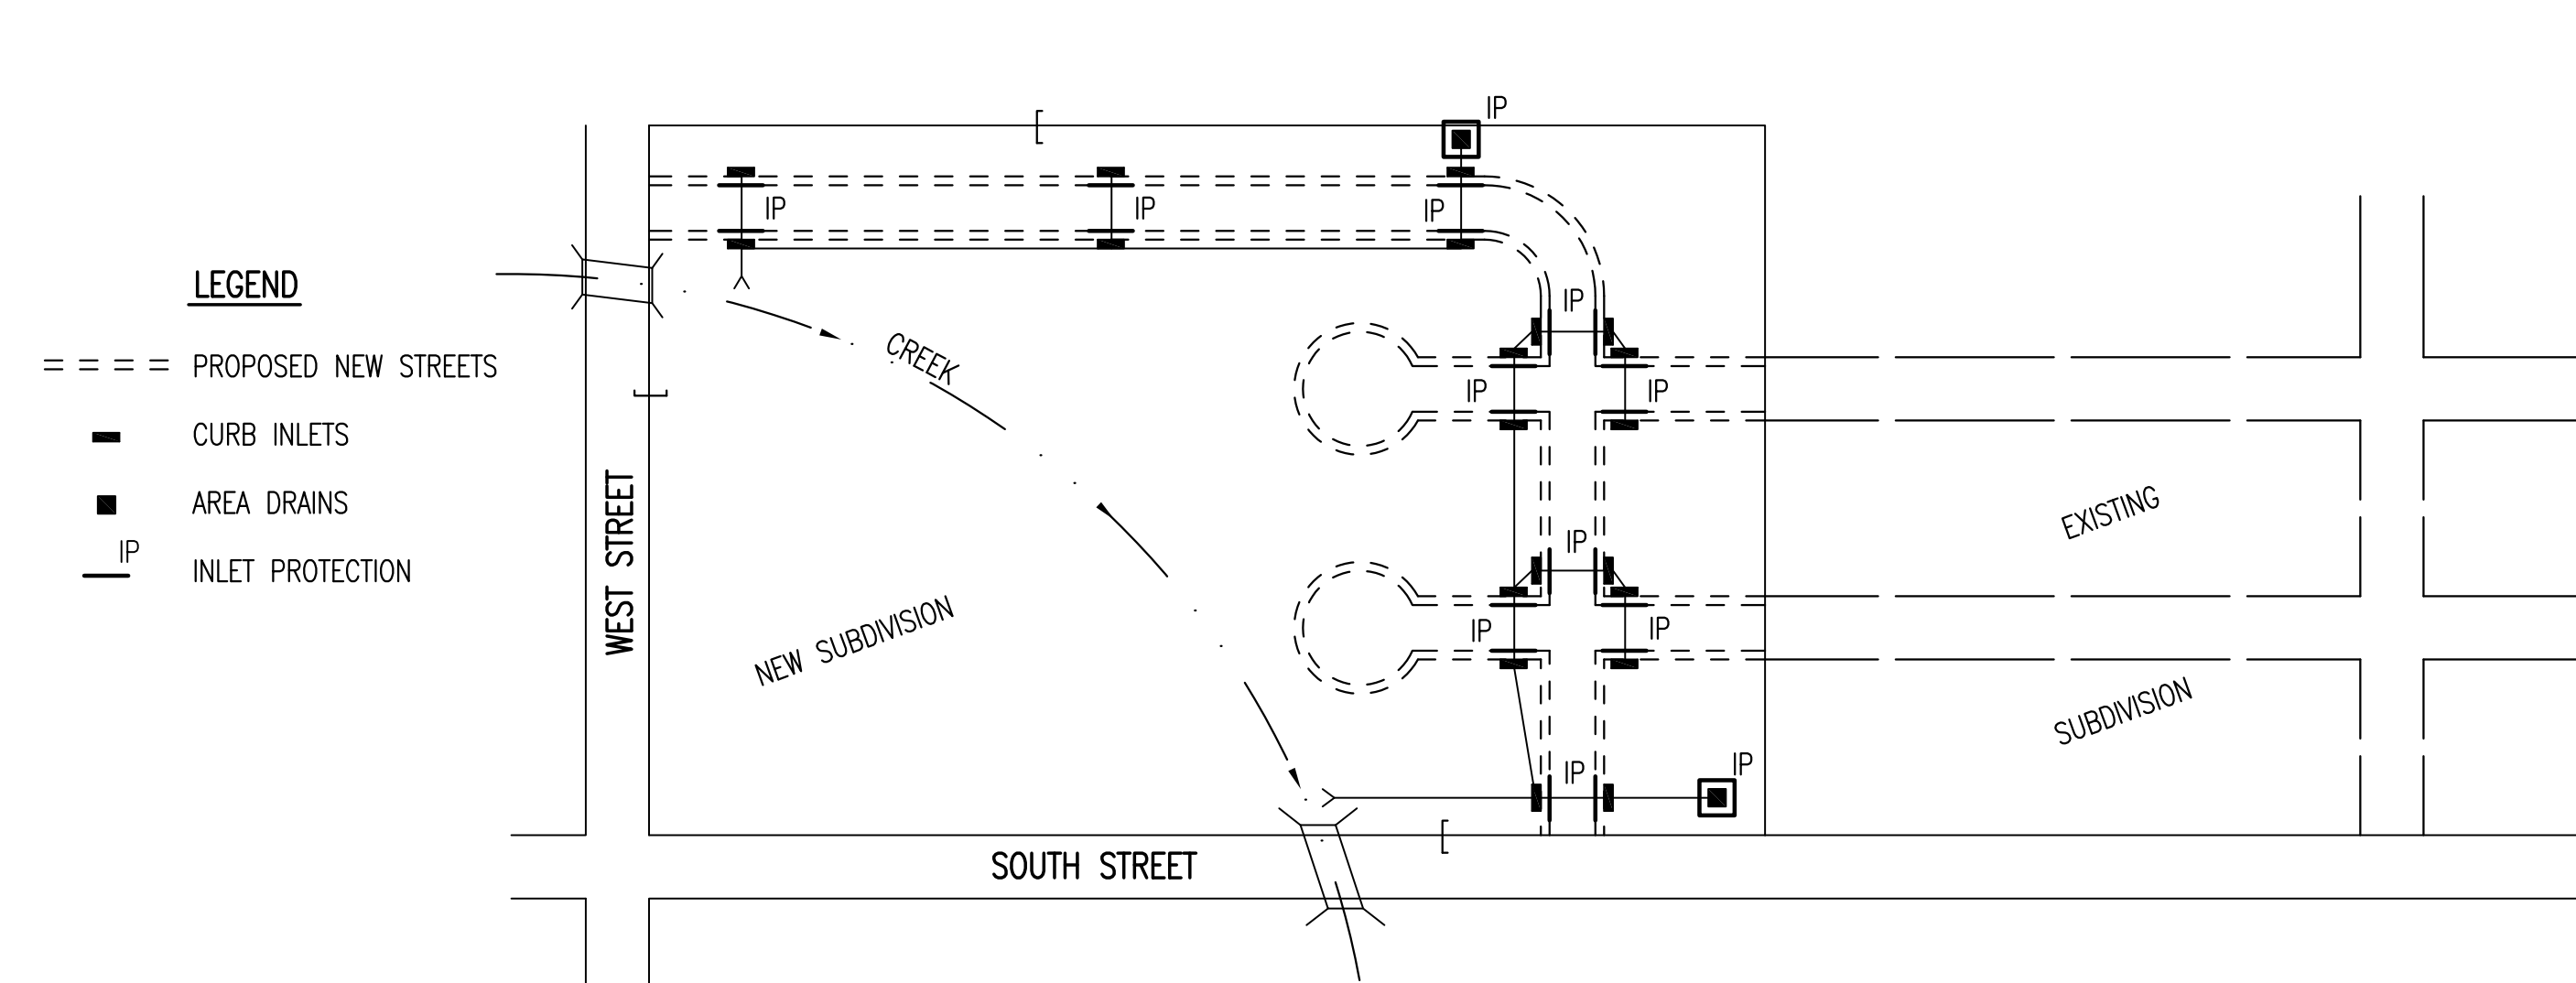 IP
IP
IP
IP
LEGEND
IP
PROPOSED NEW STREETS
CREEK
IP
IP
CURB INLETS
AREA DRAINS
EXISTING
IP
IP
INLET PROTECTION
WEST STREET
NEW SUBDIVISION
IP
IP
SUBDIVISION
IP
IP
SOUTH STREET